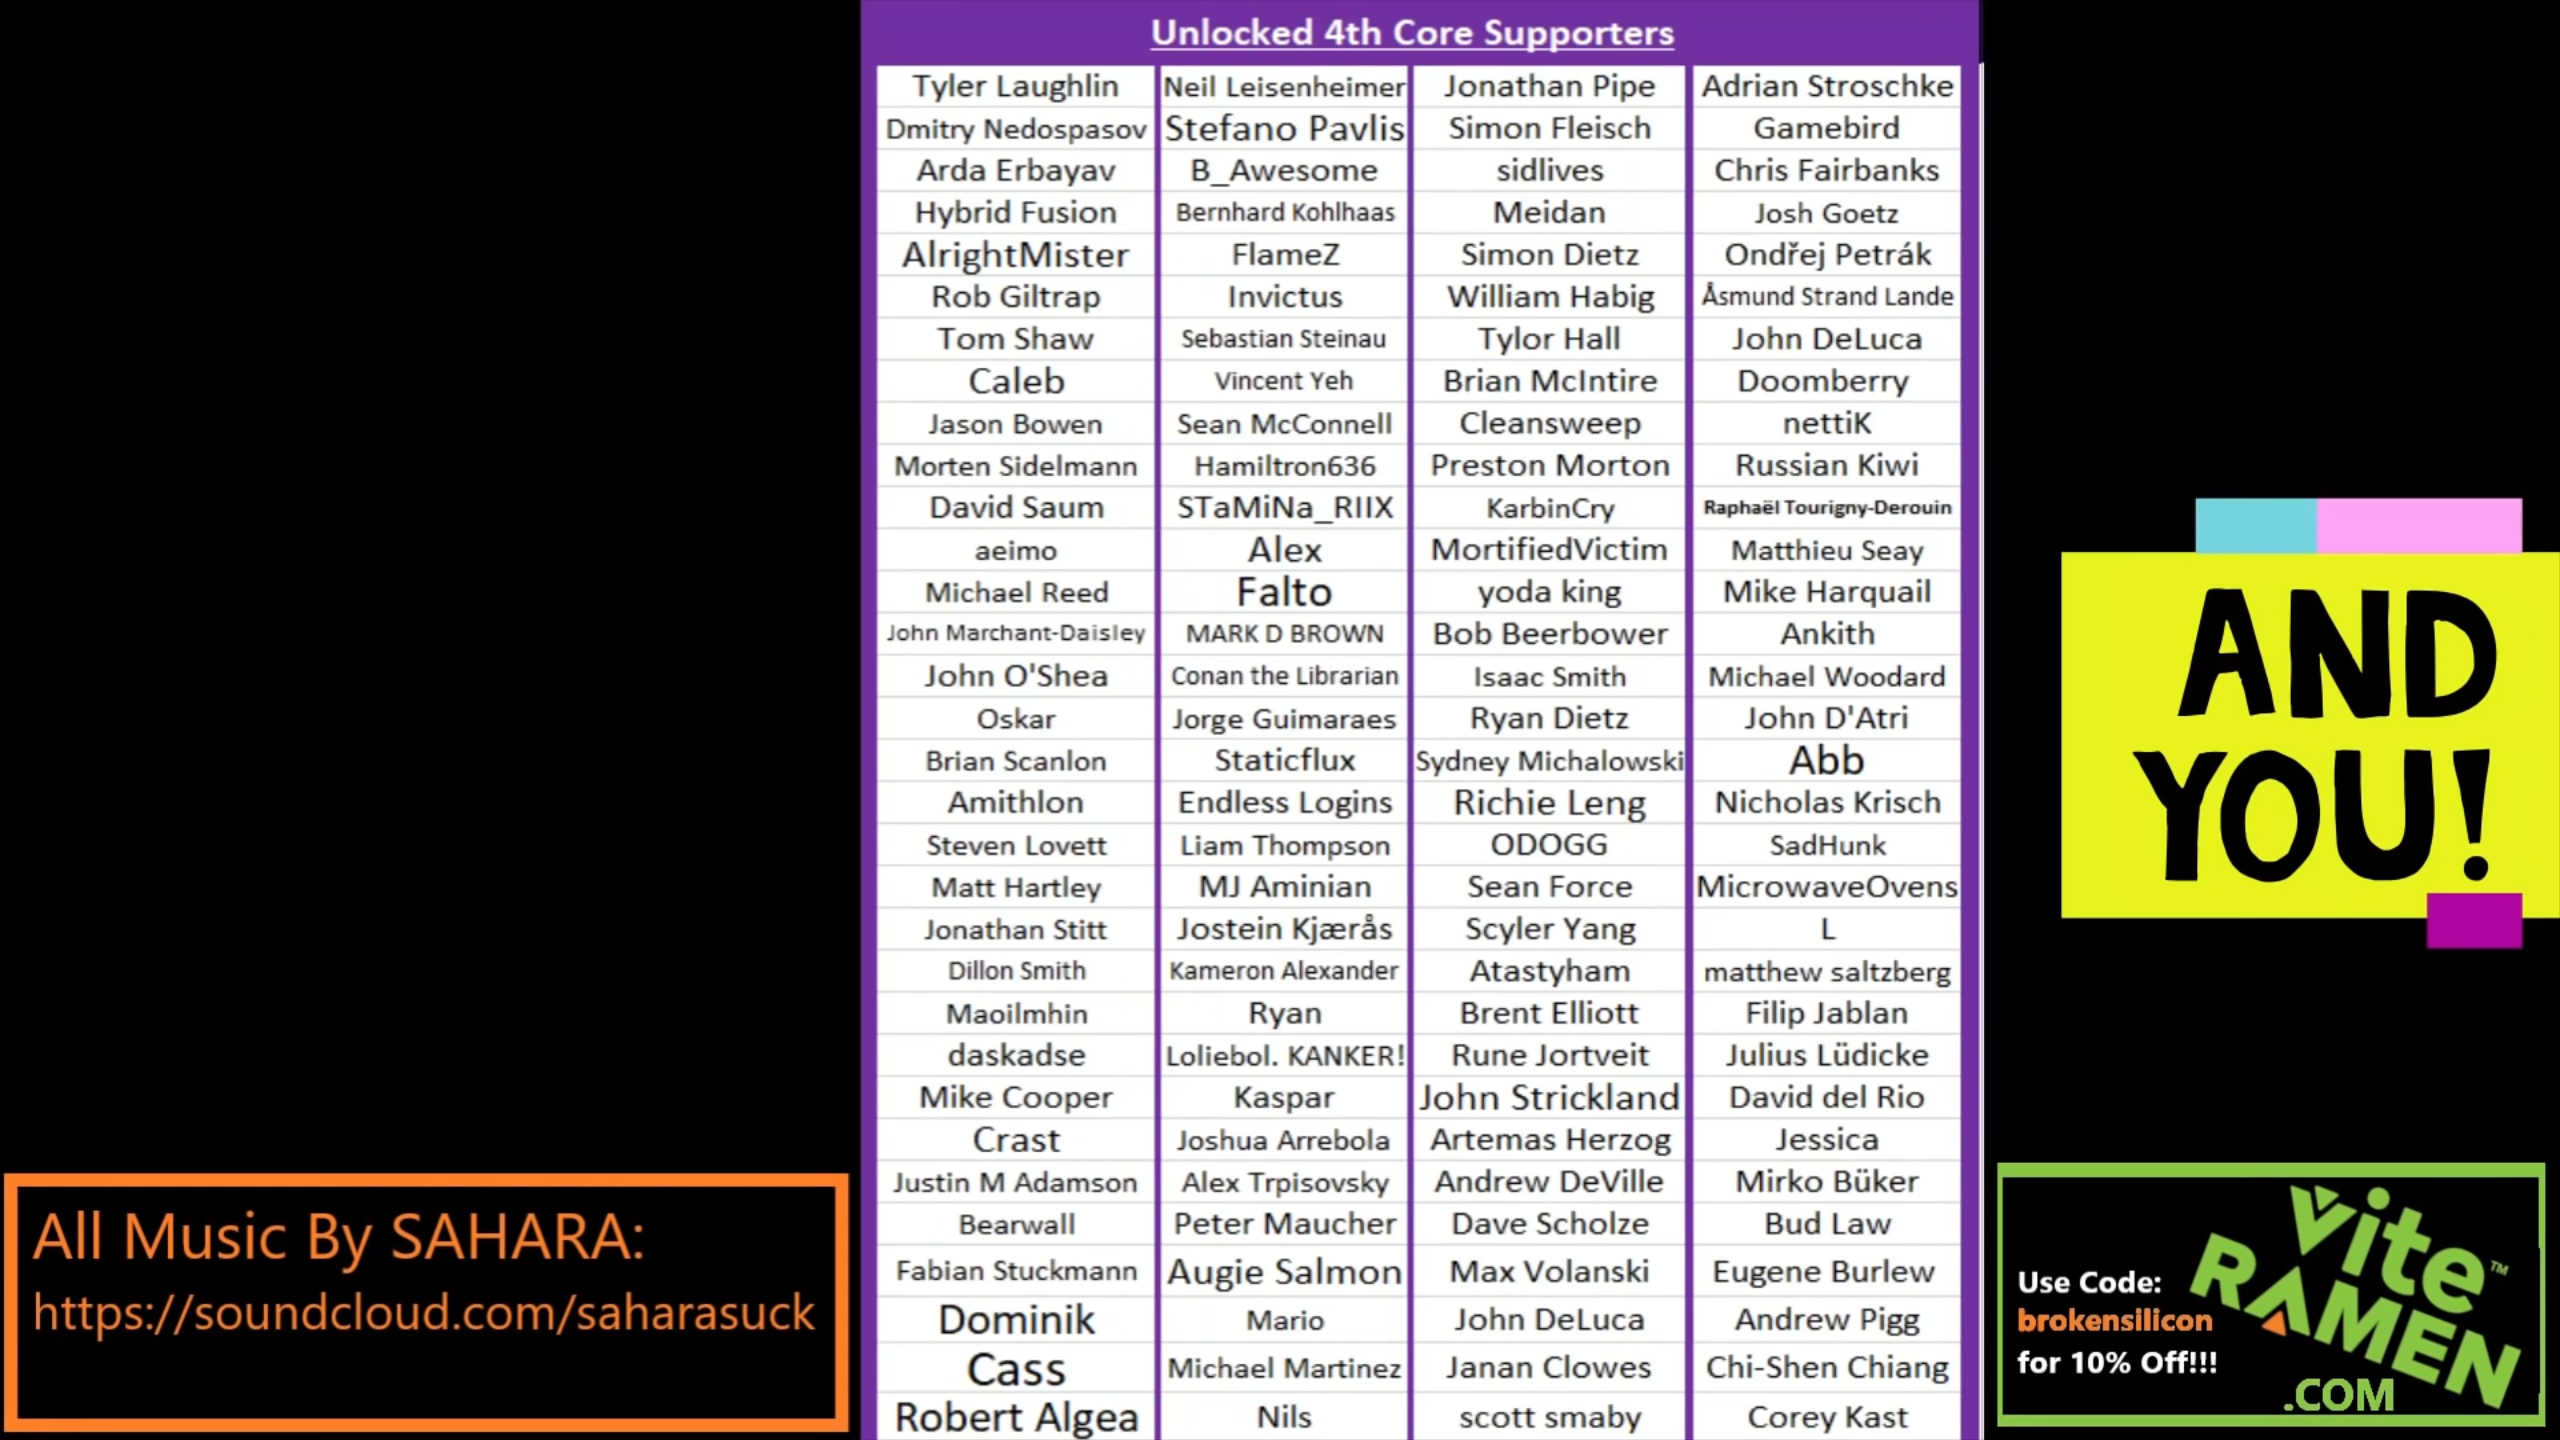 Unlocked 4th Core Supporters
Tyler Laughlin Neil Leisenheimer Jonathan Pipe Adrian Stroschke
Dmitry Nedospasov Stefano Pavlis Simon Fleisch Gamebird
Arda Erbayav B_Awesome sidlives Chris Fairbanks
Hybrid Fusion Bernhard Kohlhaas Meidan Josh Goetz
AlrightMister FlameZ Simon Dietz Ondřej Petrák
Rob Giltrap Invictus William Habig Åsmund Strand Lande
Tom Shaw Sebastian Steinau Tylor Hall John DeLuca
Caleb Vincent Yeh Brian McIntire Doomberry
Jason Bowen Sean McConnell Cleansweep nettiK
Morten Sidelmann Hamiltron636 Preston Morton Russian Kiwi
David Saum STaMiNa_RIIX KarbinCry Raphaël Tourigny-Derouin
aeimo Alex MortifiedVictim Matthieu Seay
Michael Reed Falto yoda king Mike Harquail
John Marchant-Daisley MARK D BROWN Bob Beerbower Ankith
John O'Shea Conan the Librarian Isaac Smith Michael Woodard
Oskar Jorge Guimaraes Ryan Dietz John D'Atri
Brian Scanlon Staticflux Sydney Michalowski Abb
Amithlon Endless Logins Richie Leng Nicholas Krisch
Steven Lovett Liam Thompson ODOGG SadHunk
Matt Hartley MJ Aminian Sean Force MicrowaveOvens
Jonathan Stitt Jostein Kjærås Scyler Yang L
Dillon Smith Kameron Alexander Atastyham matthew saltzberg
Maoilmhin Ryan Brent Elliott Filip Jablan
daskadse Loliebol. KANKER! Rune Jortveit Julius Lüdicke
Mike Cooper Kaspar John Strickland David del Rio
Crast Joshua Arrebola Artemas Herzog Jessica
Justin M Adamson Alex Trpisovsky Andrew DeVille Mirko Büker
Bearwall Peter Maucher Dave Scholze Bud Law
Fabian Stuckmann Augie Salmon Max Volanski Eugene Burlew
Dominik Mario John DeLuca Andrew Pigg
Cass Michael Martinez Janan Clowes Chi-Shen Chiang
Robert Algea Nils scott smaby Corey Kast
AND
YOU!
All Music By SAHARA:
https://soundcloud.com/saharasuck
Use Code:
brokensilicon
for 10% Off!!!
Vite™
RAMEN
.COM